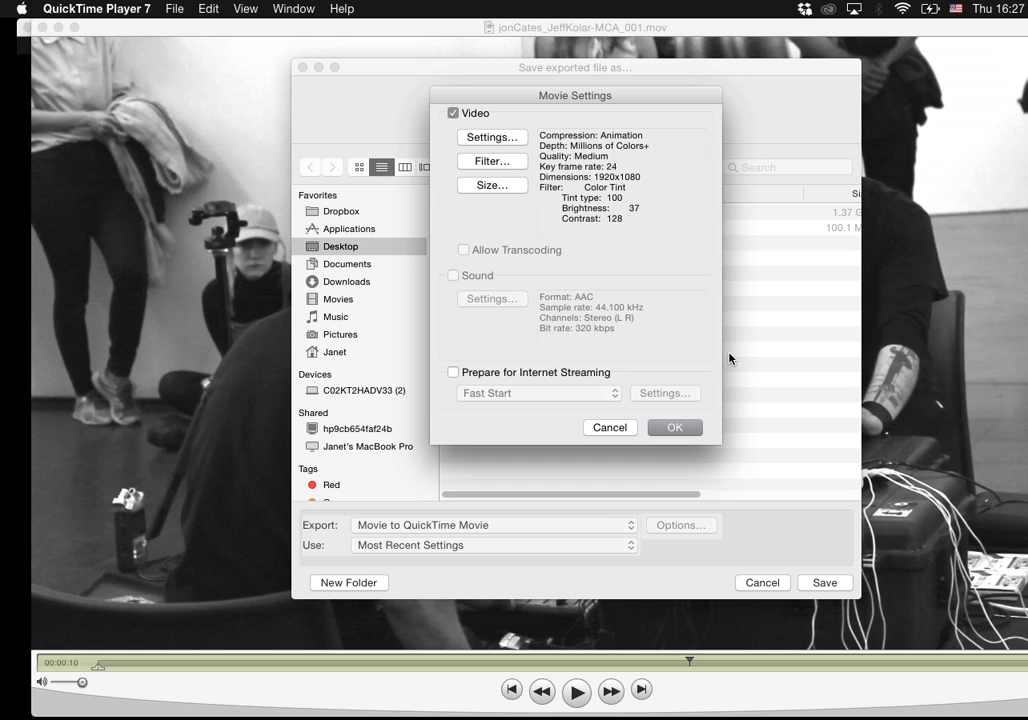 QuickTime Player 7 File Edit View Window Help Thu 16:27
jonCates_JeffKolar-MCA_001.mov
Save exported file as…
Movie Settings
Video
Settings…
Filter…
Size…
Compression: Animation
Depth: Millions of Colors+
Quality: Medium
Key frame rate: 24
Dimensions: 1920x1080
Filter: Color Tint
Tint type: 100
Brightness: 37
Contrast: 128
Allow Transcoding
Sound
Settings…
Format: AAC
Sample rate: 44.100 kHz
Channels: Stereo (L R)
Bit rate: 320 kbps
Prepare for Internet Streaming
Fast Start Settings…
Cancel OK
Search
1.37 G
100.1 M
Favorites
Dropbox
Applications
Desktop
Documents
Downloads
Movies
Music
Pictures
Janet
Devices
C02KT2HADV33 (2)
Shared
hp9cb654faf24b
Janet's MacBook Pro
Tags
Red
Export: Movie to QuickTime Movie Options…
Use: Most Recent Settings
New Folder Cancel Save
00:00:10